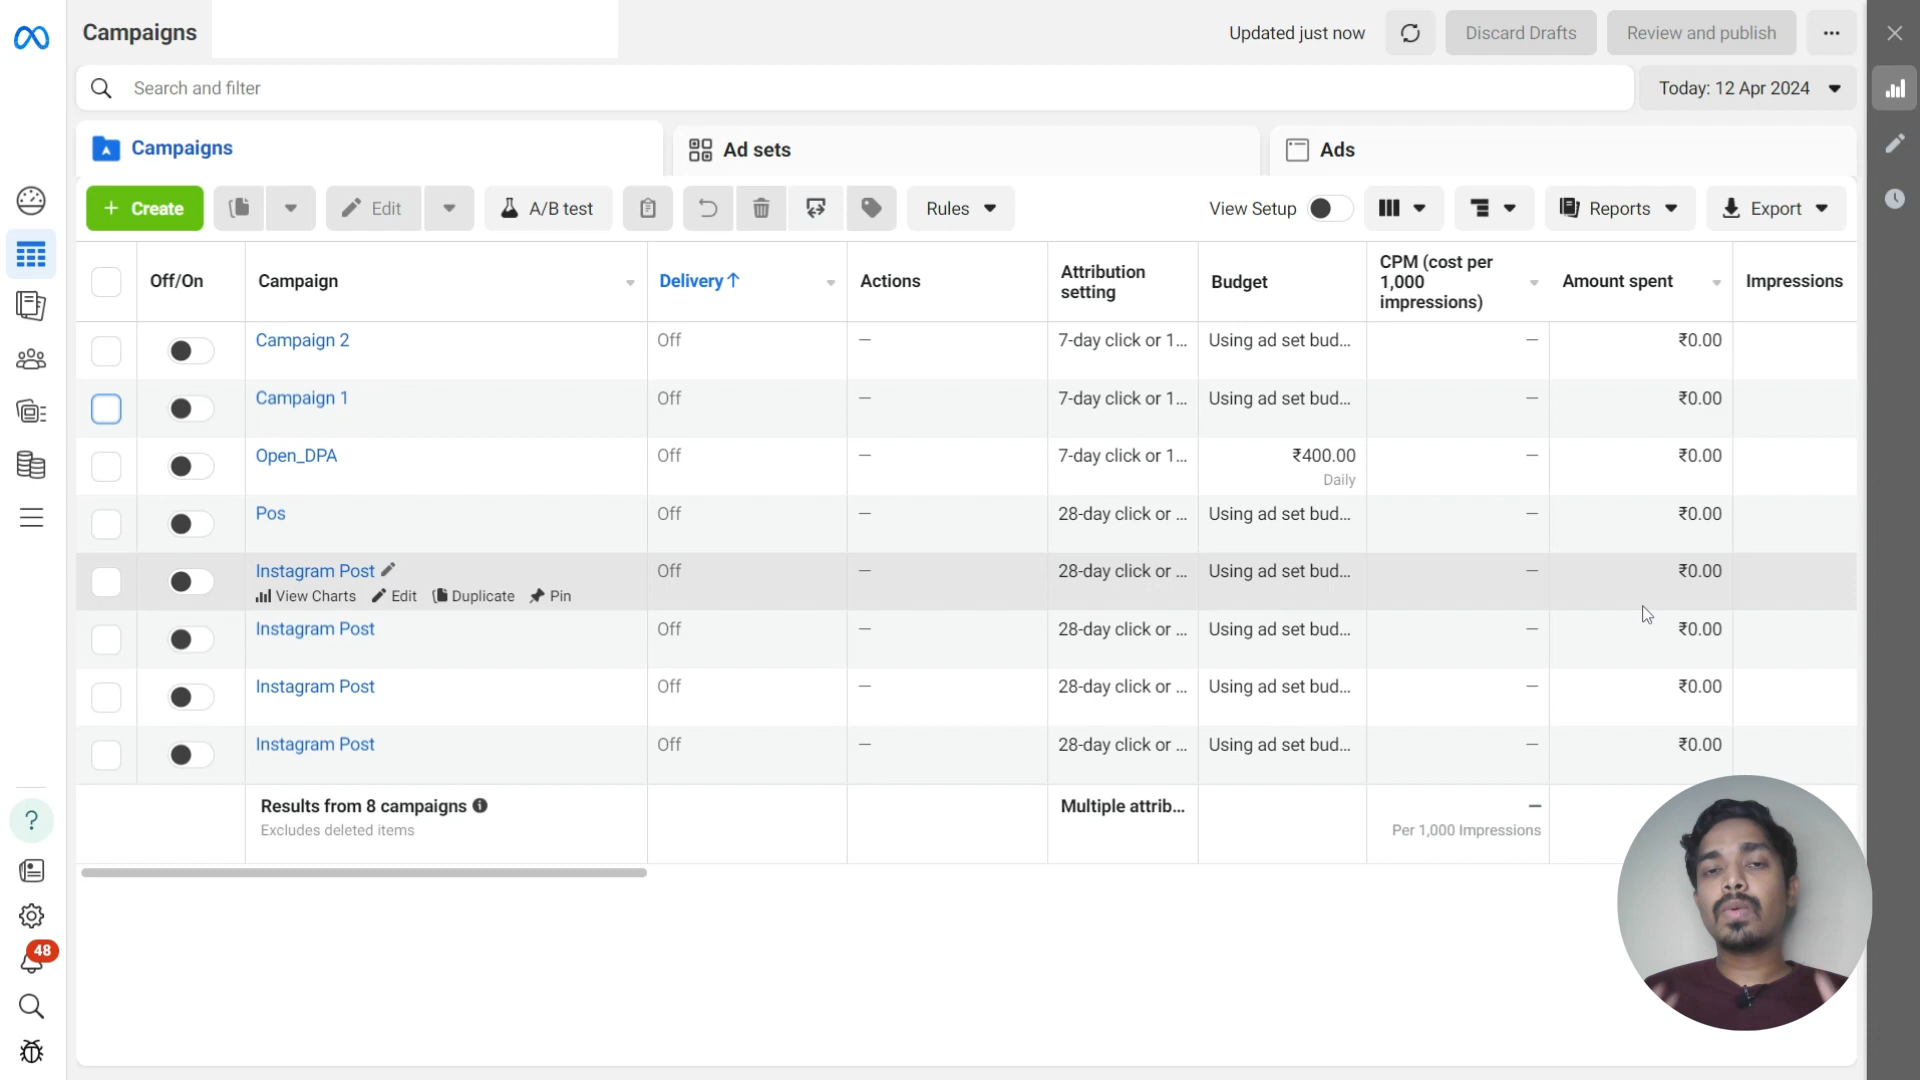 Campaigns
Updated just now
Discard Drafts
Review and publish
Search and filter
Today: 12 Apr 2024
Campaigns
Ad sets
Ads
+ Create
Edit
A/B test
Rules
View Setup
Reports
Export
Off/On
Campaign
Delivery↑
Actions
Attribution setting
Budget
CPM (cost per 1,000 impressions)
Amount spent
Impressions
Campaign 2
Off
—
7-day click or 1...
Using ad set bud...
—
₹0.00
Campaign 1
Off
—
7-day click or 1...
Using ad set bud...
—
₹0.00
Open_DPA
Off
—
7-day click or 1...
₹400.00
Daily
—
₹0.00
Pos
Off
—
28-day click or ...
Using ad set bud...
—
₹0.00
Instagram Post
View Charts
Edit
Duplicate
Pin
Off
—
28-day click or ...
Using ad set bud...
—
₹0.00
Instagram Post
Off
—
28-day click or ...
Using ad set bud...
—
₹0.00
Instagram Post
Off
—
28-day click or ...
Using ad set bud...
—
₹0.00
Instagram Post
Off
—
28-day click or ...
Using ad set bud...
—
₹0.00
Results from 8 campaigns
Excludes deleted items
Multiple attrib...
—
Per 1,000 Impressions
?
48